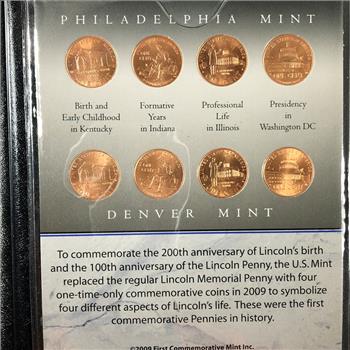 PHILADELPHIA MINT
Birth and
Early Childhood
in Kentucky
Formative
Years
in Indiana
Professional
Life
in Illinois
Presidency
in
Washington DC
DENVER MINT
To commemorate the 200th anniversary of Lincoln's birth
and the 100th anniversary of the Lincoln Penny, the U.S. Mint
replaced the regular Lincoln Memorial Penny with four
one-time-only commemorative coins in 2009 to symbolize
four different aspects of Lincoln's life. These were the first
commemorative Pennies in history.
©2009 First Commemorative Mint Inc.